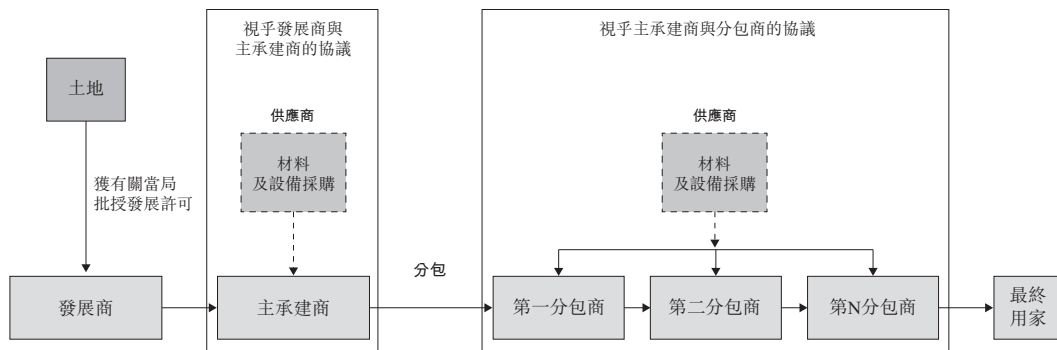 視乎發展商與
主承建商的協議
視乎主承建商與分包商的協議
土地
供應商
供應商
材料
及設備採購
材料
及設備採購
獲有關當局
批授發展許可
分包
發展商
主承建商
第一分包商
第二分包商
第N分包商
最終
用家